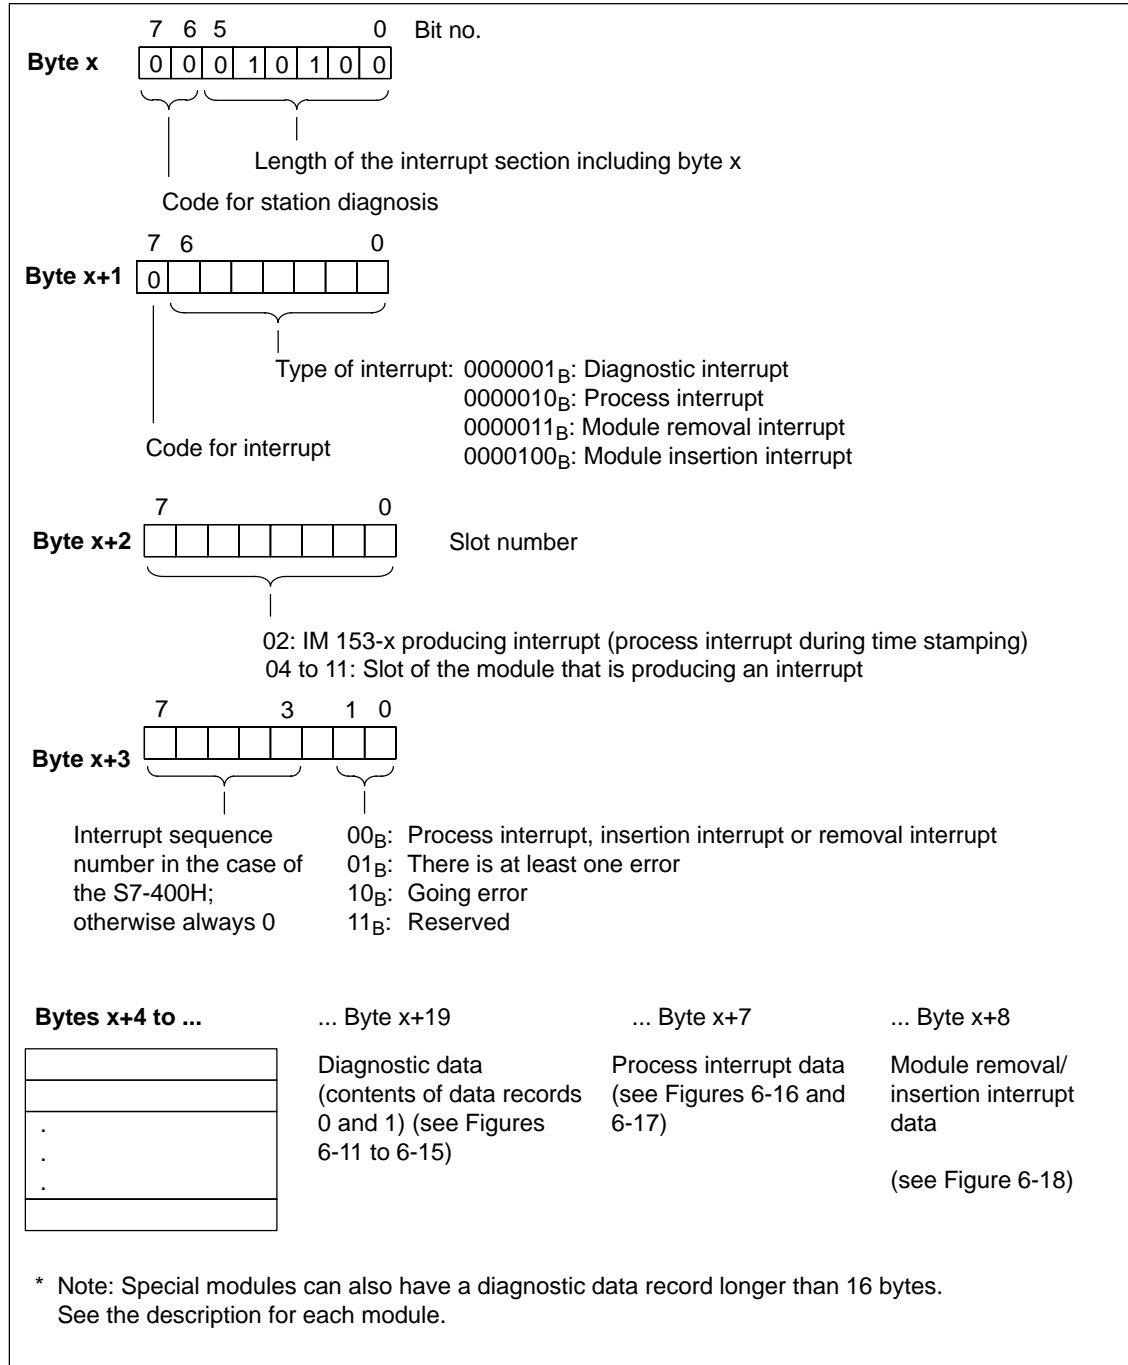 7 6 5 0 Bit no.
Byte x 0 0 0 1 0 1 0 0
Length of the interrupt section including byte x
Code for station diagnosis
7 6 0
Byte x+1 0
Type of interrupt: 0000001B: Diagnostic interrupt
0000010B: Process interrupt
0000011B: Module removal interrupt
Code for interrupt
0000100B: Module insertion interrupt
7 0
Byte x+2 Slot number
02: IM 153-x producing interrupt (process interrupt during time stamping)
04 to 11: Slot of the module that is producing an interrupt
7 3 1 0
Byte x+3
Interrupt sequence
number in the case of
the S7-400H;
otherwise always 0
00B: Process interrupt, insertion interrupt or removal interrupt
01B: There is at least one error
10B: Going error
11B: Reserved
Bytes x+4 to ... ... Byte x+19 ... Byte x+7 ... Byte x+8
Diagnostic data
(contents of data records
0 and 1) (see Figures
6-11 to 6-15)
Process interrupt data
(see Figures 6-16 and
6-17)
Module removal/
insertion interrupt
data
(see Figure 6-18)
.
.
.
* Note: Special modules can also have a diagnostic data record longer than 16 bytes.
See the description for each module.